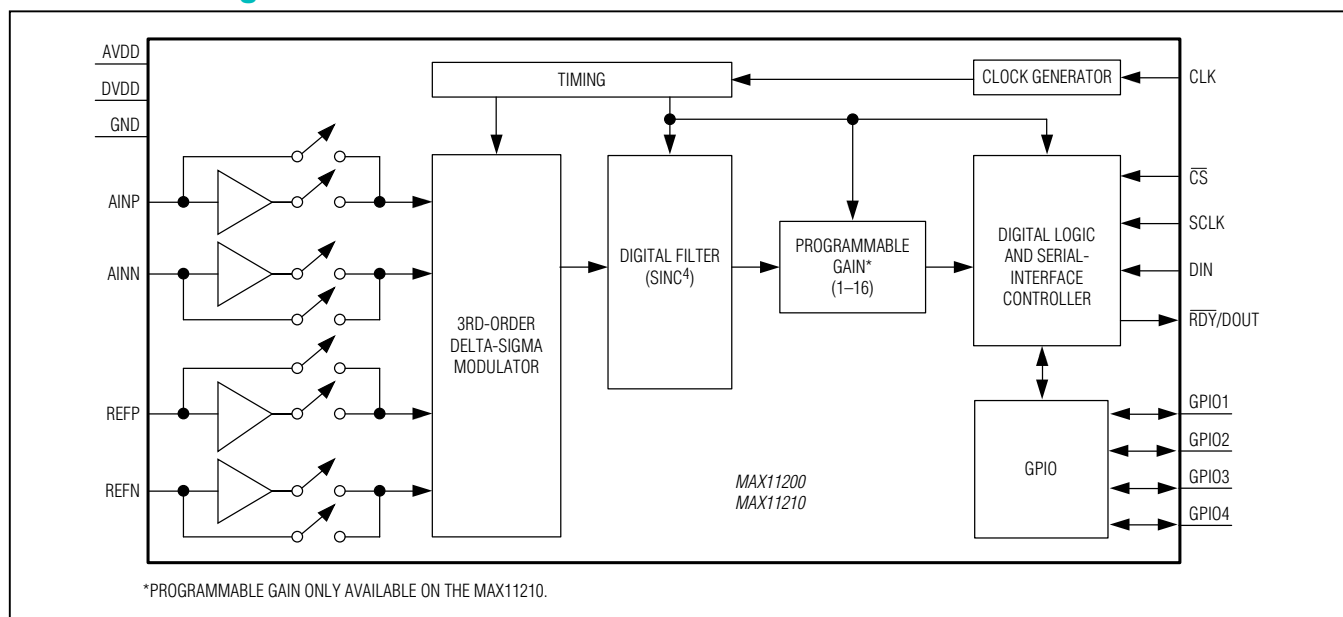 AVDD
DVDD
GND
AINP
AINN
REFP
REFN
TIMING
CLOCK GENERATOR
CLK
3RD-ORDER
DELTA-SIGMA
MODULATOR
DIGITAL FILTER
(SINC⁴)
PROGRAMMABLE
GAIN*
(1–16)
DIGITAL LOGIC
AND SERIAL-
INTERFACE
CONTROLLER
C̅S̅
SCLK
DIN
R̅D̅Y̅/DOUT
GPIO
GPIO1
GPIO2
GPIO3
GPIO4
MAX11200
MAX11210
*PROGRAMMABLE GAIN ONLY AVAILABLE ON THE MAX11210.